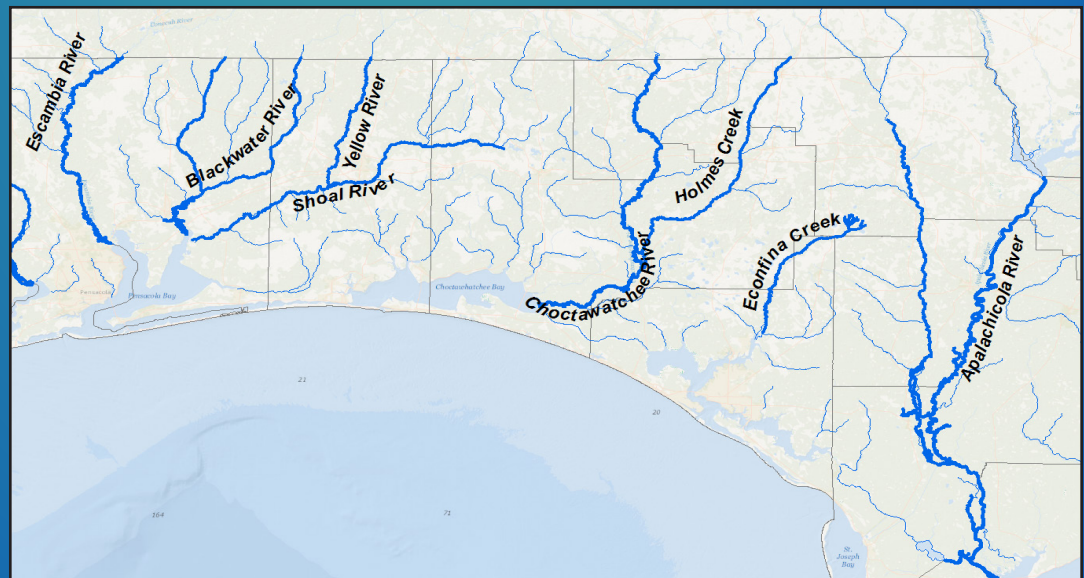 Escambia River
Blackwater River
Yellow River
Shoal River
Holmes Creek
Choctawatchee River
Econfina Creek
Apalachicola River
Pensacola
Pensacola Bay
Choctawhatchee Bay
St.
Joseph
Bay
21
20
164
71